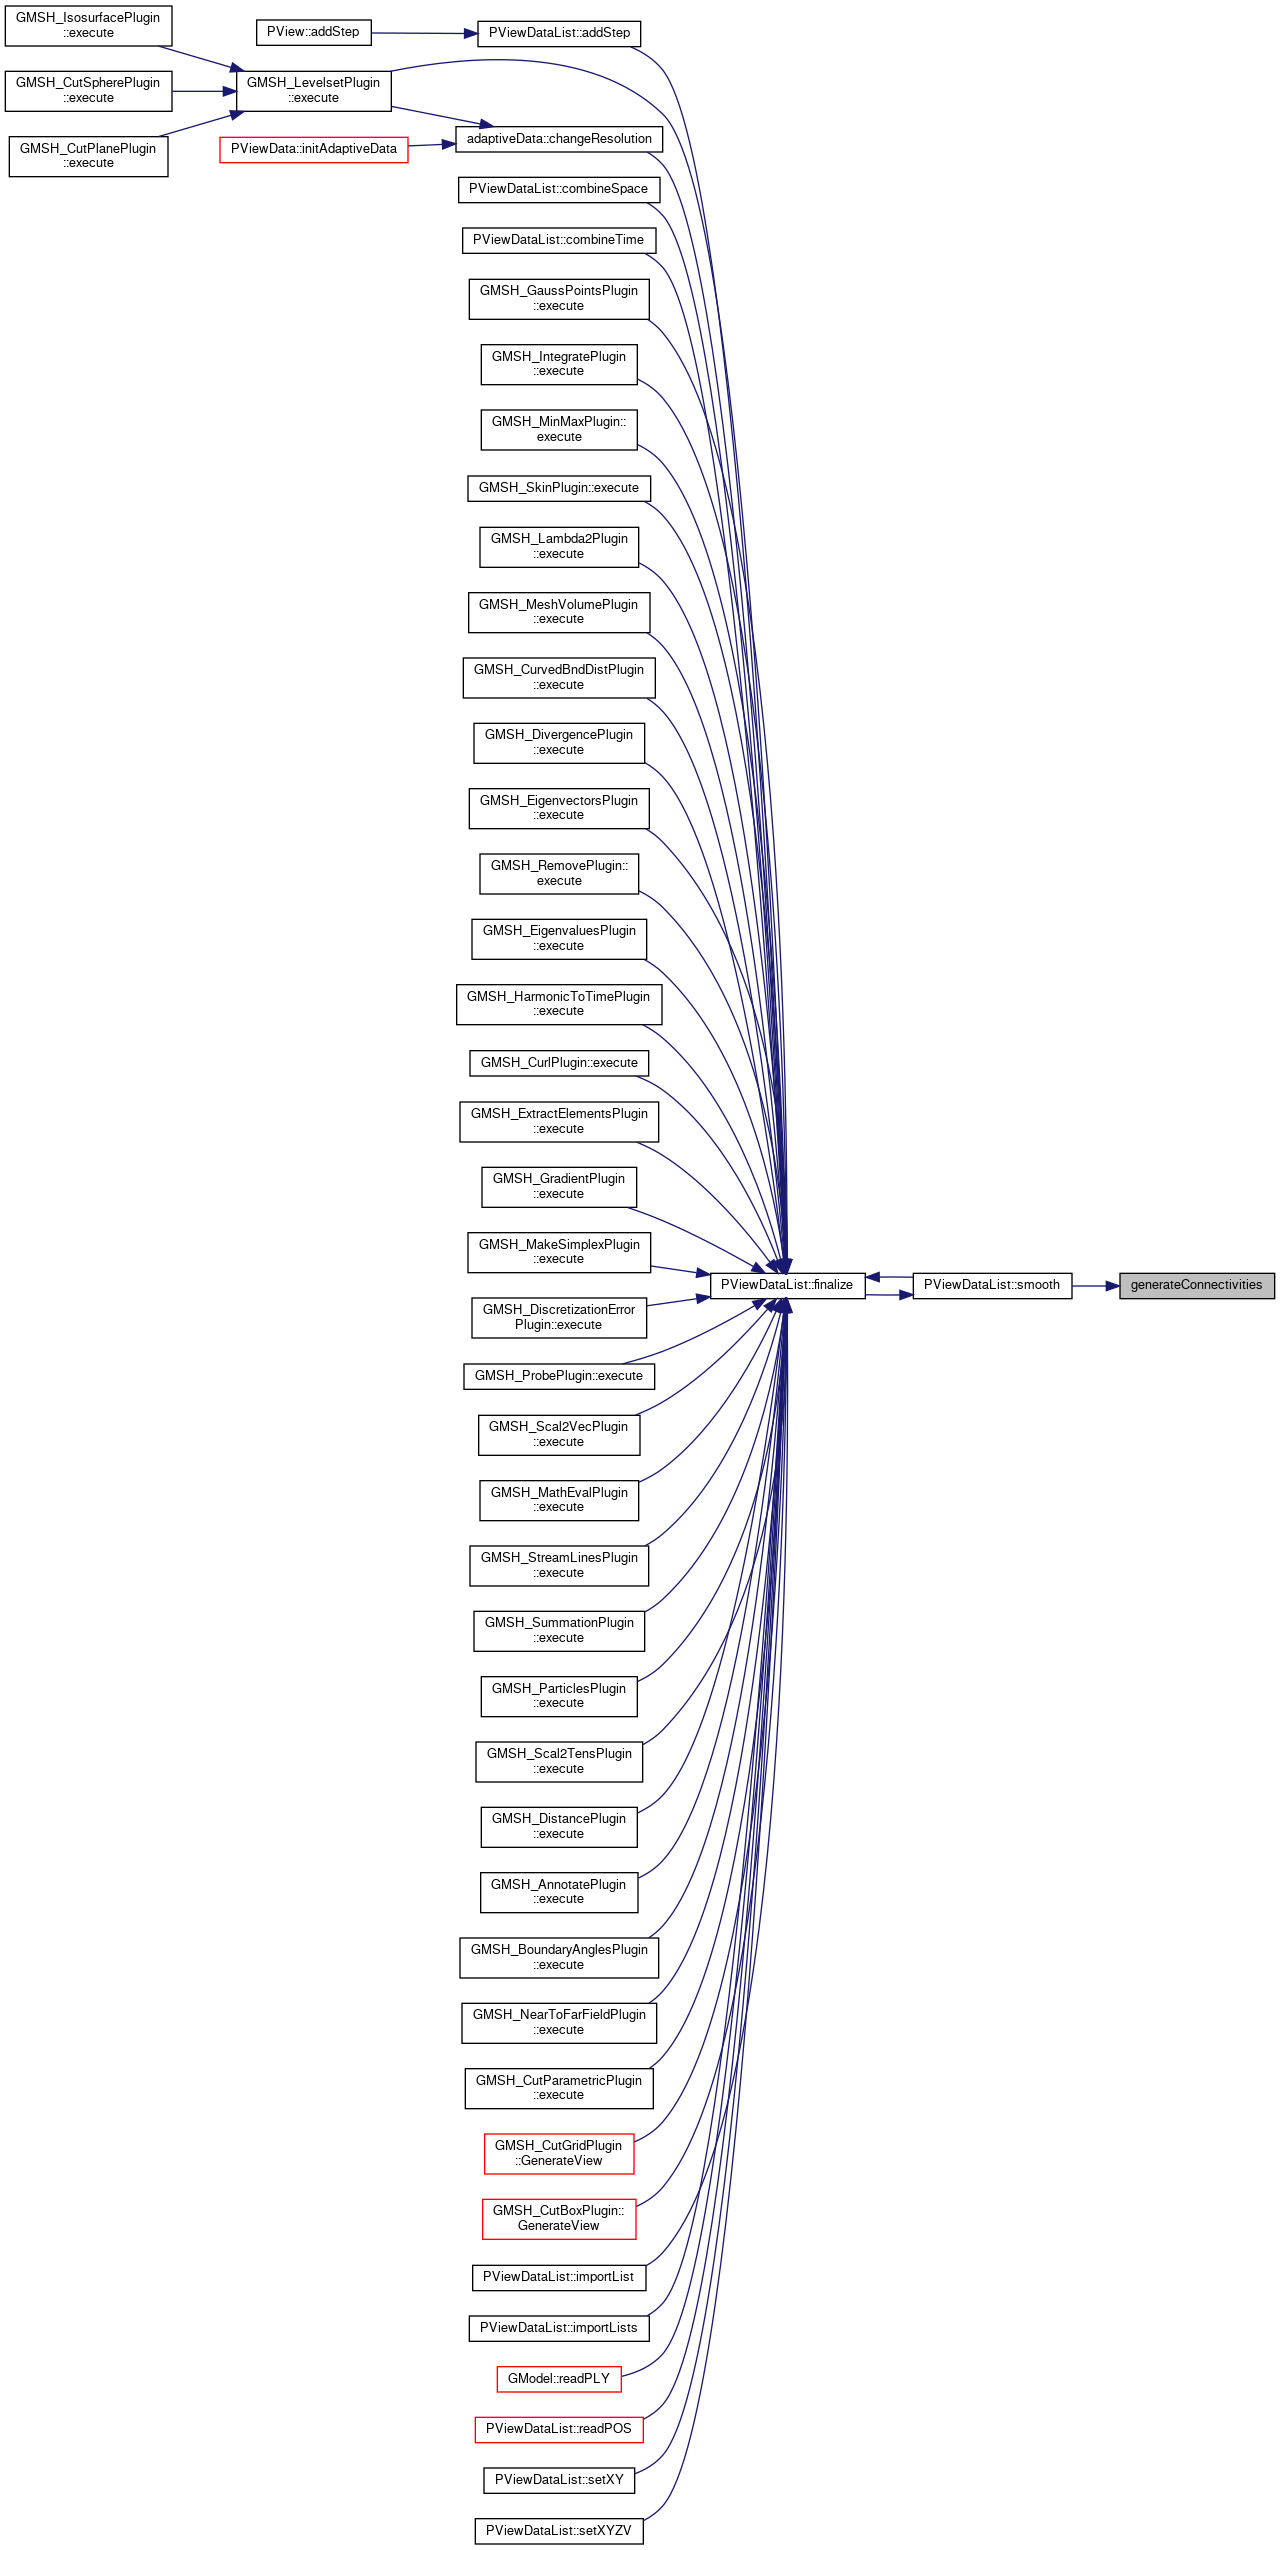 GMSH_IsosurfacePlugin
::execute
PView::addStep
PViewDataList::addStep
GMSH_CutSpherePlugin
::execute
GMSH_LevelsetPlugin
::execute
GMSH_CutPlanePlugin
::execute
PViewData::initAdaptiveData
adaptiveData::changeResolution
PViewDataList::combineSpace
PViewDataList::combineTime
GMSH_GaussPointsPlugin
::execute
GMSH_IntegratePlugin
::execute
GMSH_MinMaxPlugin::
execute
GMSH_SkinPlugin::execute
GMSH_Lambda2Plugin
::execute
GMSH_MeshVolumePlugin
::execute
GMSH_CurvedBndDistPlugin
::execute
GMSH_DivergencePlugin
::execute
GMSH_EigenvectorsPlugin
::execute
GMSH_RemovePlugin::
execute
GMSH_EigenvaluesPlugin
::execute
GMSH_HarmonicToTimePlugin
::execute
GMSH_CurlPlugin::execute
GMSH_ExtractElementsPlugin
::execute
GMSH_GradientPlugin
::execute
GMSH_MakeSimplexPlugin
::execute
PViewDataList::finalize
PViewDataList::smooth
generateConnectivities
GMSH_DiscretizationError
Plugin::execute
GMSH_ProbePlugin::execute
GMSH_Scal2VecPlugin
::execute
GMSH_MathEvalPlugin
::execute
GMSH_StreamLinesPlugin
::execute
GMSH_SummationPlugin
::execute
GMSH_ParticlesPlugin
::execute
GMSH_Scal2TensPlugin
::execute
GMSH_DistancePlugin
::execute
GMSH_AnnotatePlugin
::execute
GMSH_BoundaryAnglesPlugin
::execute
GMSH_NearToFarFieldPlugin
::execute
GMSH_CutParametricPlugin
::execute
GMSH_CutGridPlugin
::GenerateView
GMSH_CutBoxPlugin::
GenerateView
PViewDataList::importList
PViewDataList::importLists
GModel::readPLY
PViewDataList::readPOS
PViewDataList::setXY
PViewDataList::setXYZV